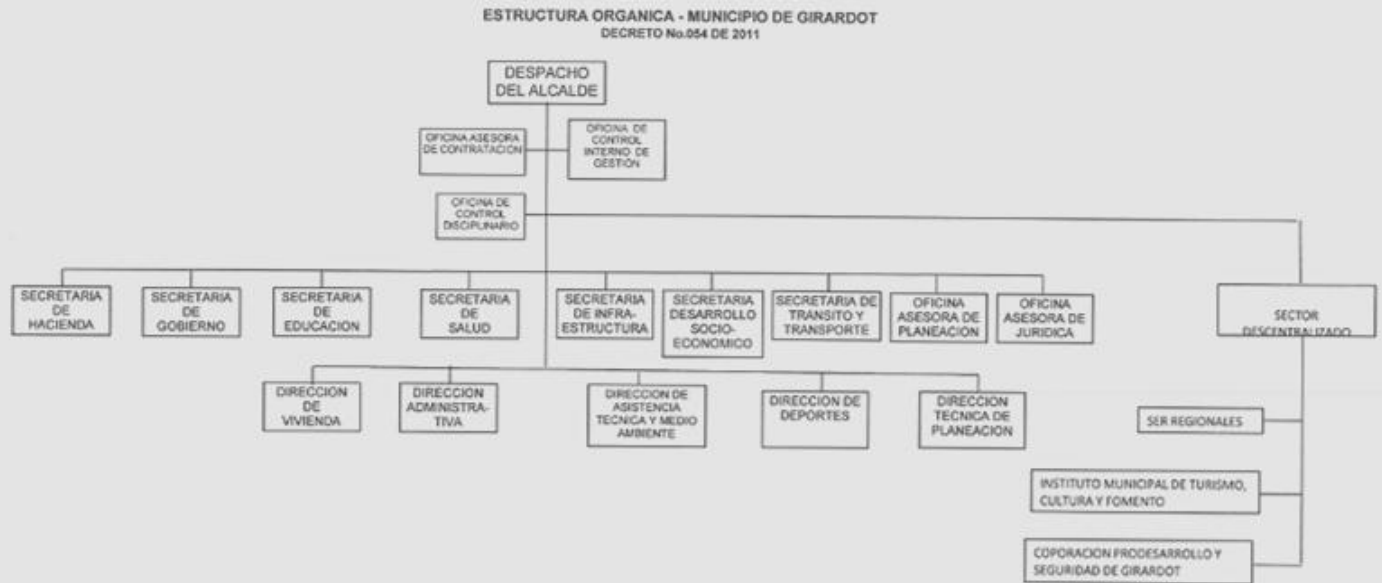 ESTRUCTURA ORGANICA - MUNICIPIO DE GIRARDOT
DECRETO No.054 DE 2011
DESPACHO
DEL ALCALDE
OFICINA ASESORA
DE CONTRATACION
OFICINA DE
CONTROL
INTERNO DE
GESTION
OFICINA DE
CONTROL
DISCIPLINARIO
SECRETARIA
DE
HACIENDA
SECRETARIA
DE
GOBIERNO
SECRETARIA
DE
EDUCACION
SECRETARIA
DE
SALUD
SECRETARIA
DE INFRA-
ESTRUCTURA
SECRETARIA
DESARROLLO
SOCIO-
ECONOMICO
SECRETARIA DE
TRANSITO Y
TRANSPORTE
OFICINA
ASESORA DE
PLANEACION
OFICINA
ASESORA DE
JURIDICA
SECTOR
DESCENTRALIZADO
DIRECCION
DE
VIVIENDA
DIRECCION
ADMINISTRA-
TIVA
DIRECCION DE
ASISTENCIA
TECNICA Y MEDIO
AMBIENTE
DIRECCION DE
DEPORTES
DIRECCION
TECNICA DE
PLANEACION
SER REGIONALES
INSTITUTO MUNICIPAL DE TURISMO,
CULTURA Y FOMENTO
COPORACION PRODESARROLLO Y
SEGURIDAD DE GIRARDOT